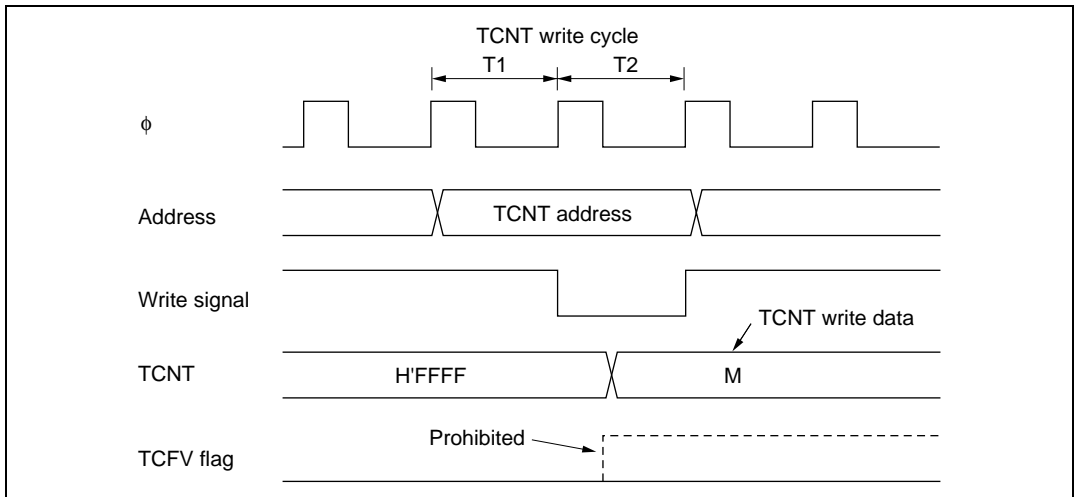 TCNT write cycle
T1 T2
ϕ
Address
TCNT address
Write signal
TCNT write data
TCNT
H'FFFF
M
Prohibited
TCFV flag